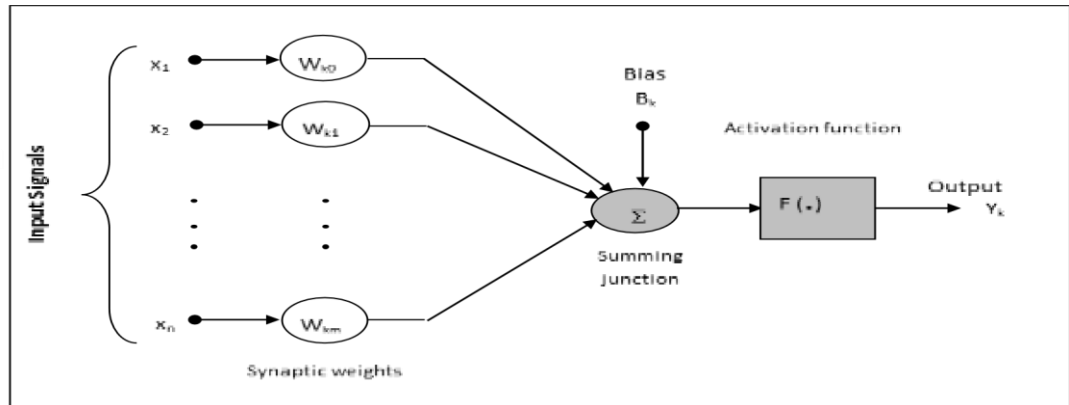 Input Signals
x₁
Wk0
x₂
Wk1
xn
Wkm
Synaptic weights
Bias
Bk
Σ
Summing
junction
Activation function
F (.)
Output
Yk